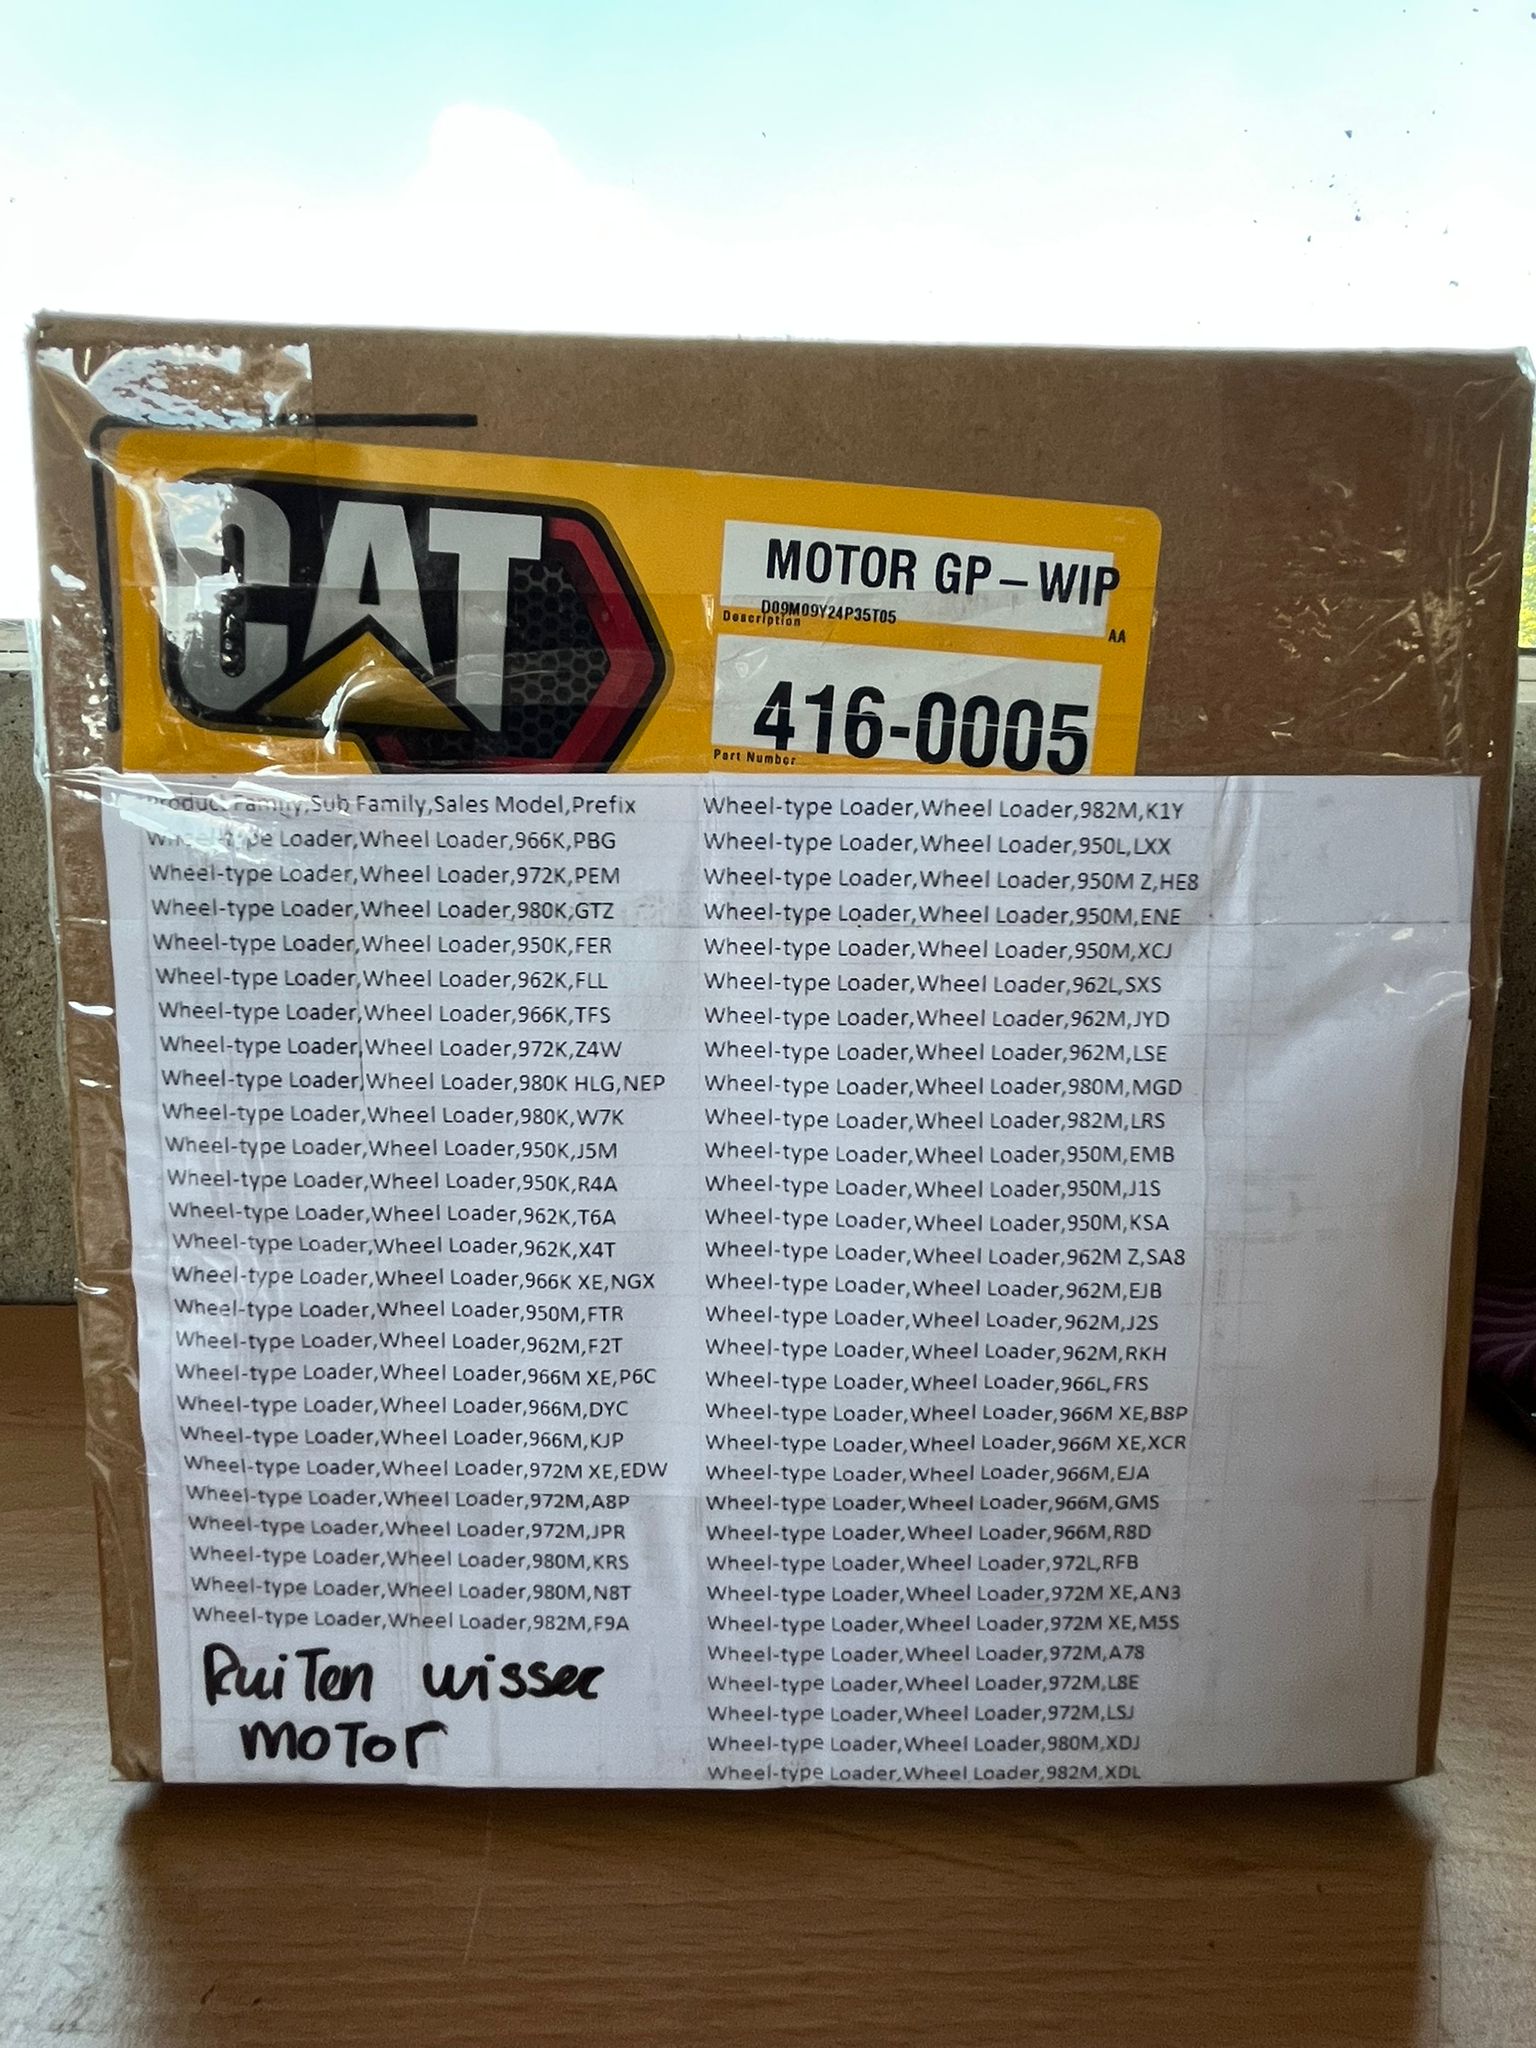 CAT
MOTOR GP – WIP
D09M09Y24P35T05
Description
AA
416-0005
Part Number
Product Family,Sub Family,Sales Model,Prefix
Wheel-type Loader,Wheel Loader,966K,PBG
Wheel-type Loader,Wheel Loader,972K,PEM
Wheel-type Loader,Wheel Loader,980K,GTZ
Wheel-type Loader,Wheel Loader,950K,FER
Wheel-type Loader,Wheel Loader,962K,FLL
Wheel-type Loader,Wheel Loader,966K,TFS
Wheel-type Loader,Wheel Loader,972K,Z4W
Wheel-type Loader,Wheel Loader,980K HLG,NEP
Wheel-type Loader,Wheel Loader,980K,W7K
Wheel-type Loader,Wheel Loader,950K,J5M
Wheel-type Loader,Wheel Loader,950K,R4A
Wheel-type Loader,Wheel Loader,962K,T6A
Wheel-type Loader,Wheel Loader,962K,X4T
Wheel-type Loader,Wheel Loader,966K XE,NGX
Wheel-type Loader,Wheel Loader,950M,FTR
Wheel-type Loader,Wheel Loader,962M,F2T
Wheel-type Loader,Wheel Loader,966M XE,P6C
Wheel-type Loader,Wheel Loader,966M,DYC
Wheel-type Loader,Wheel Loader,966M,KJP
Wheel-type Loader,Wheel Loader,972M XE,EDW
Wheel-type Loader,Wheel Loader,972M,A8P
Wheel-type Loader,Wheel Loader,972M,JPR
Wheel-type Loader,Wheel Loader,980M,KRS
Wheel-type Loader,Wheel Loader,980M,N8T
Wheel-type Loader,Wheel Loader,982M,F9A
Ruiten wisser
motor
Wheel-type Loader,Wheel Loader,982M,K1Y
Wheel-type Loader,Wheel Loader,950L,LXX
Wheel-type Loader,Wheel Loader,950M Z,HE8
Wheel-type Loader,Wheel Loader,950M,ENE
Wheel-type Loader,Wheel Loader,950M,XCJ
Wheel-type Loader,Wheel Loader,962L,SXS
Wheel-type Loader,Wheel Loader,962M,JYD
Wheel-type Loader,Wheel Loader,962M,LSE
Wheel-type Loader,Wheel Loader,980M,MGD
Wheel-type Loader,Wheel Loader,982M,LRS
Wheel-type Loader,Wheel Loader,950M,EMB
Wheel-type Loader,Wheel Loader,950M,J1S
Wheel-type Loader,Wheel Loader,950M,KSA
Wheel-type Loader,Wheel Loader,962M Z,SA8
Wheel-type Loader,Wheel Loader,962M,EJB
Wheel-type Loader,Wheel Loader,962M,J2S
Wheel-type Loader,Wheel Loader,962M,RKH
Wheel-type Loader,Wheel Loader,966L,FRS
Wheel-type Loader,Wheel Loader,966M XE,B8P
Wheel-type Loader,Wheel Loader,966M XE,XCR
Wheel-type Loader,Wheel Loader,966M,EJA
Wheel-type Loader,Wheel Loader,966M,GMS
Wheel-type Loader,Wheel Loader,966M,R8D
Wheel-type Loader,Wheel Loader,972L,RFB
Wheel-type Loader,Wheel Loader,972M XE,AN3
Wheel-type Loader,Wheel Loader,972M XE,M5S
Wheel-type Loader,Wheel Loader,972M,A78
Wheel-type Loader,Wheel Loader,972M,L8E
Wheel-type Loader,Wheel Loader,972M,LSJ
Wheel-type Loader,Wheel Loader,980M,XDJ
Wheel-type Loader,Wheel Loader,982M,XDL